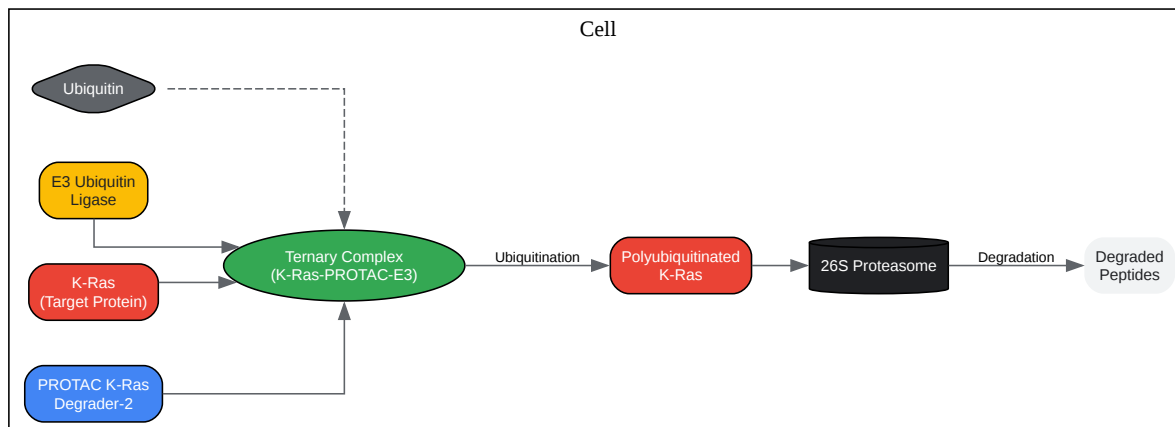 Cell
Ubiquitin
E3 Ubiquitin
Ligase
K-Ras
(Target Protein)
PROTAC K-Ras
Degrader-2
Ternary Complex
(K-Ras-PROTAC-E3)
Ubiquitination
Polyubiquitinated
K-Ras
26S Proteasome
Degradation
Degraded
Peptides